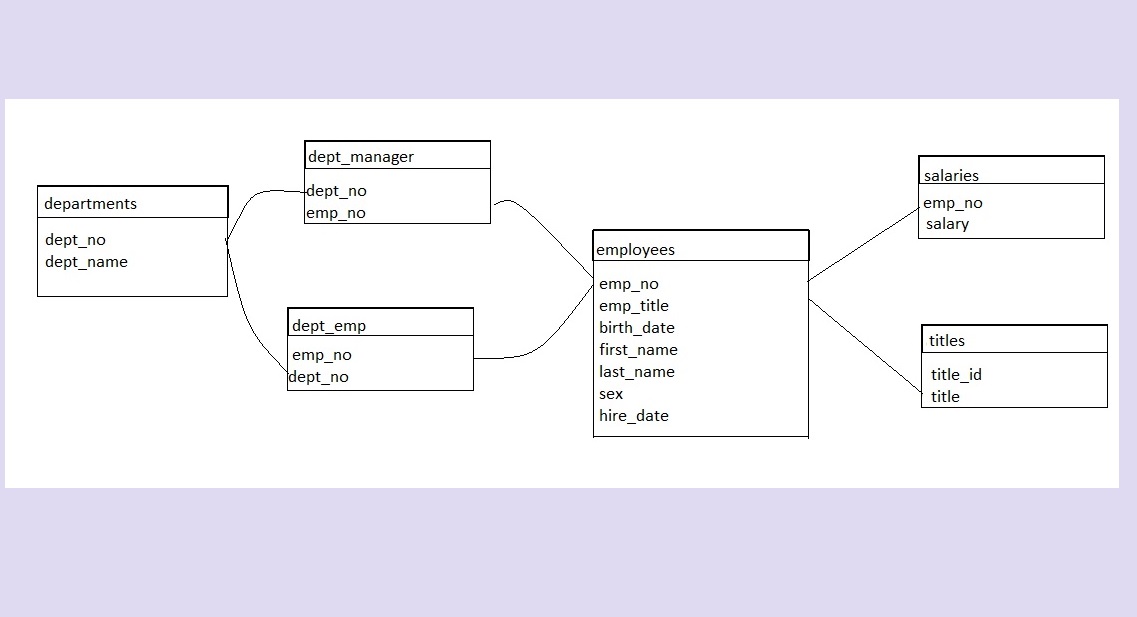 departments
dept_no
dept_name
dept_manager
dept_no
emp_no
dept_emp
emp_no
dept_no
employees
emp_no
emp_title
birth_date
first_name
last_name
sex
hire_date
salaries
emp_no
salary
titles
title_id
title